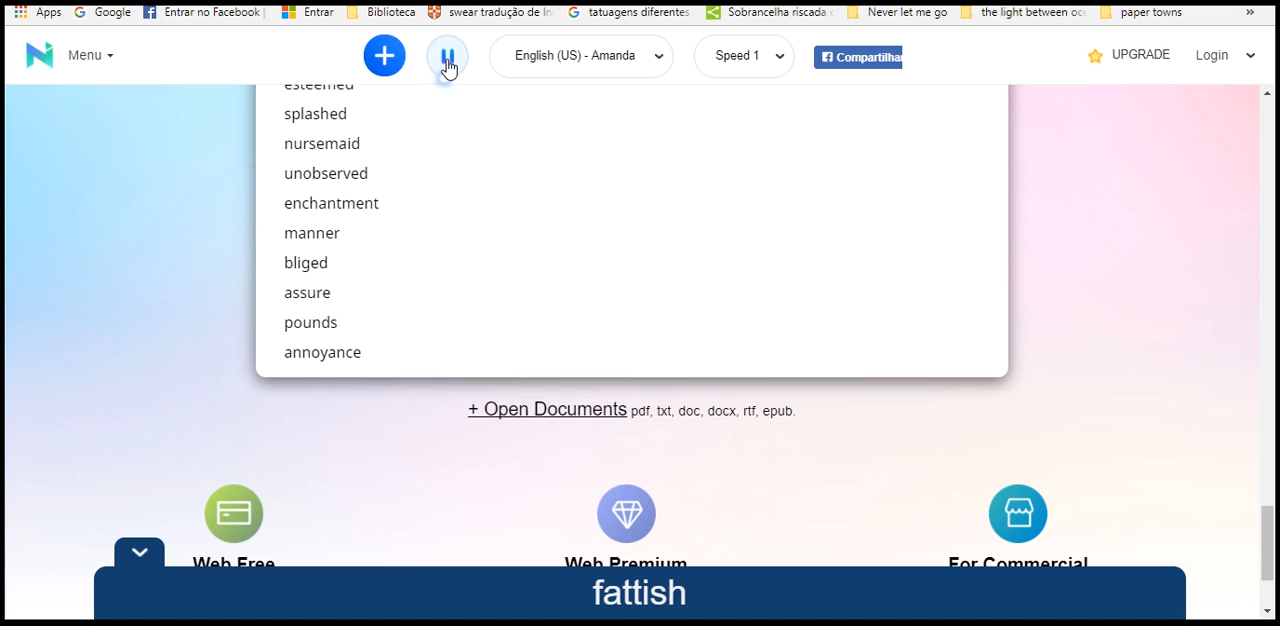 Apps Google Entrar no Facebook Entrar Biblioteca swear tradução de In tatuagens diferentes Sobrancelha riscada Never let me go the light between oc paper towns »
Menu English (US) - Amanda Speed 1 Compartilhar UPGRADE Login
esteemed
splashed
nursemaid
unobserved
enchantment
manner
bliged
assure
pounds
annoyance
+ Open Documents pdf, txt, doc, docx, rtf, epub.
Web Free Web Premium For Commercial
fattish